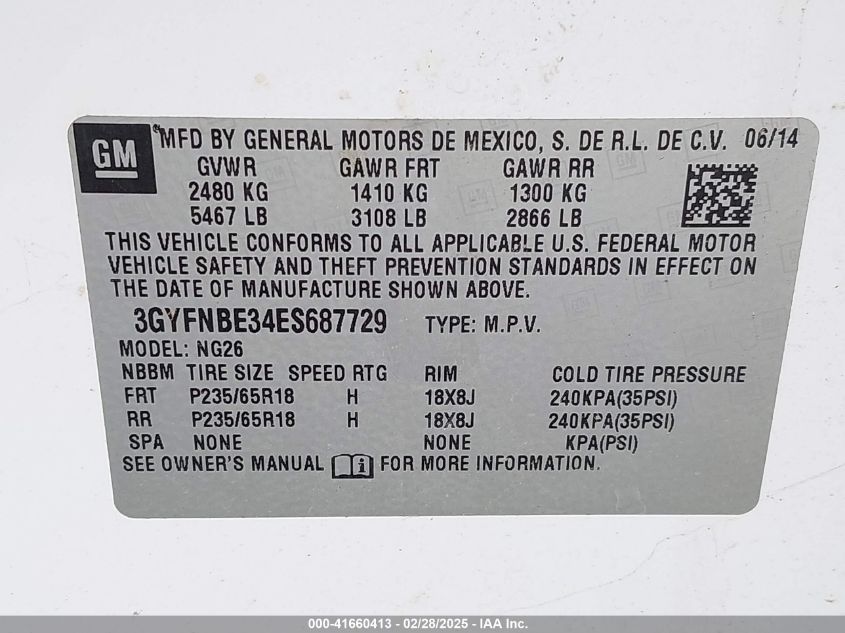 GM
MFD BY GENERAL MOTORS DE MEXICO, S. DE R.L. DE C.V. 06/14
GVWR GAWR FRT GAWR RR
2480 KG 1410 KG 1300 KG
5467 LB 3108 LB 2866 LB
THIS VEHICLE CONFORMS TO ALL APPLICABLE U.S. FEDERAL MOTOR
VEHICLE SAFETY AND THEFT PREVENTION STANDARDS IN EFFECT ON
THE DATE OF MANUFACTURE SHOWN ABOVE.
3GYFNBE34ES687729 TYPE: M.P.V.
MODEL: NG26
NBBM TIRE SIZE SPEED RTG RIM COLD TIRE PRESSURE
FRT P235/65R18 H 18X8J 240KPA(35PSI)
RR P235/65R18 H 18X8J 240KPA(35PSI)
SPA NONE NONE KPA(PSI)
SEE OWNER'S MANUAL i FOR MORE INFORMATION.
000-41660413 - 02/28/2025 - IAA Inc.